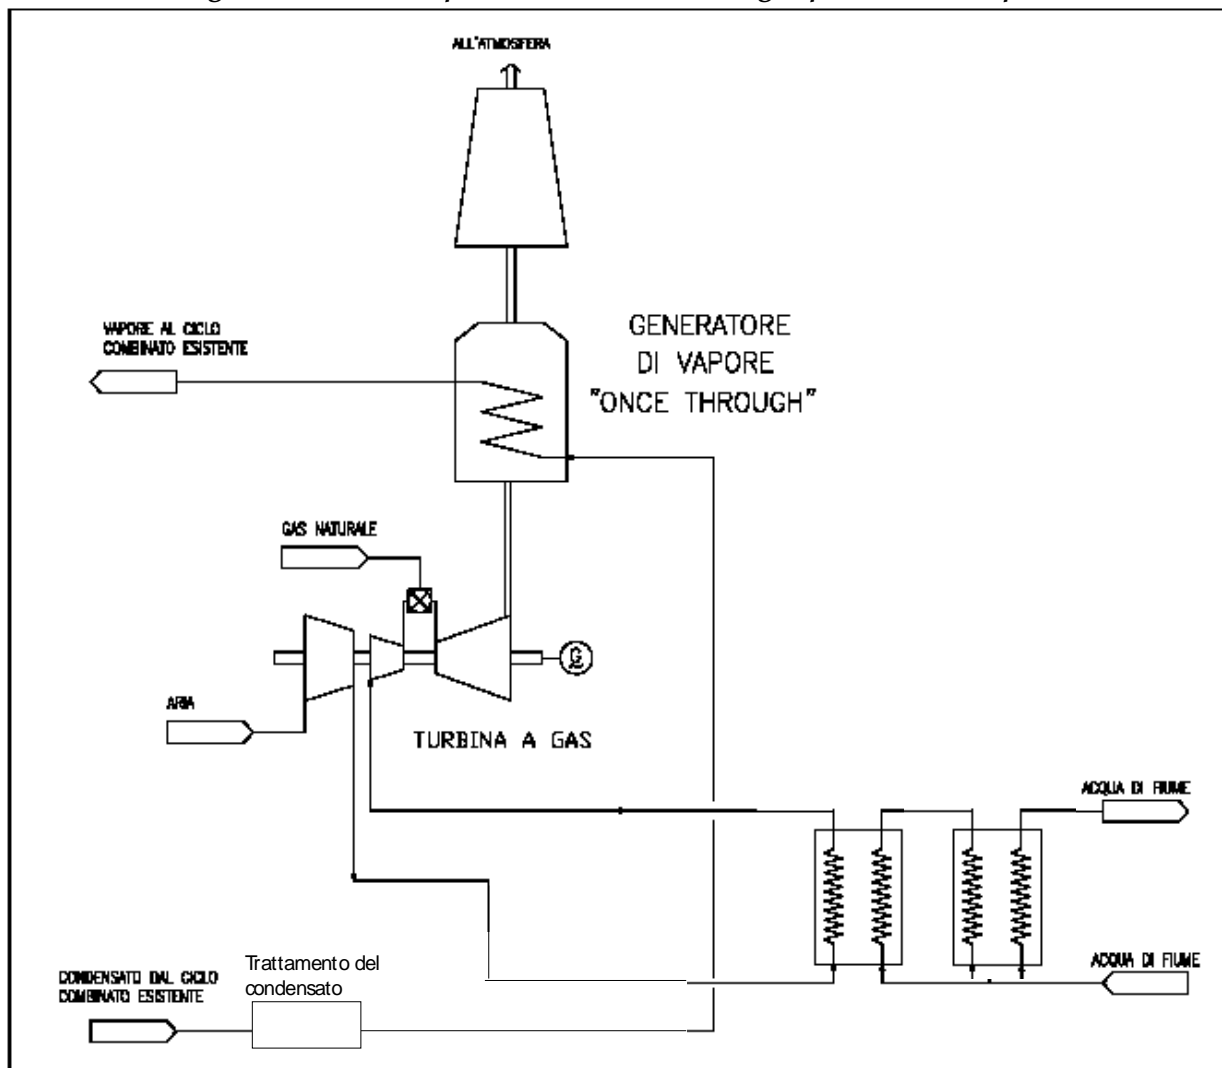 ALL'ATMOSFERA
VAPORE AL CICLO
COMBINATO ESISTENTE
GENERATORE
DI VAPORE
"ONCE THROUGH"
GAS NATURALE
G
ARIA
TURBINA A GAS
ACQUA DI FIUME
ACQUA DI FIUME
Trattamento del
condensato
CONDENSATO DAL CICLO
COMBINATO ESISTENTE